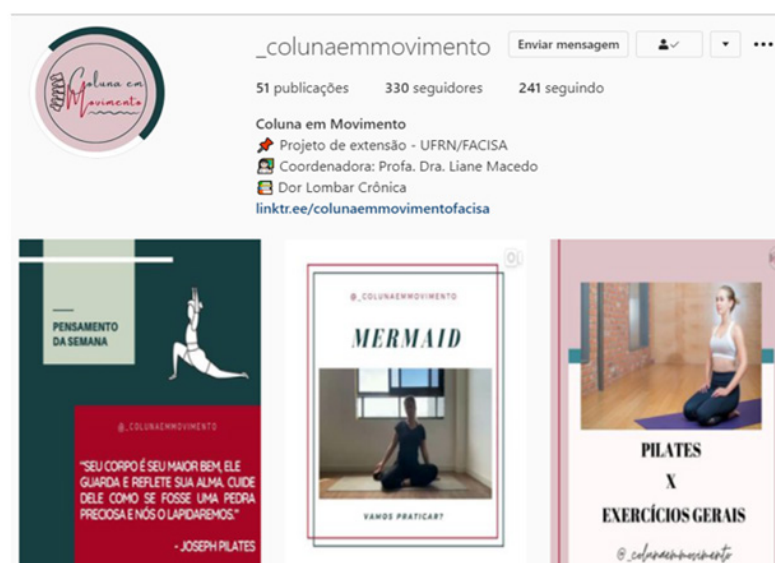 _colunaemmovimento
Enviar mensagem
51 publicações 330 seguidores 241 seguindo
Coluna em Movimento
Coluna em
Movimento
Projeto de extensão - UFRN/FACISA
Coordenadora: Profa. Dra. Liane Macedo
Dor Lombar Crônica
linktr.ee/colunaemmovimentofacisa
PENSAMENTO
DA SEMANA
@_COLUNAEMMOVIMENTO
"SEU CORPO É SEU MAIOR BEM, ELE
GUARDA E REFLETE SUA ALMA. CUIDE
DELE COMO SE FOSSE UMA PEDRA
PRECIOSA E NÓS O LAPIDAREMOS."
- JOSEPH PILATES
@_COLUNAEMMOVIMENTO
MERMAID
VAMOS PRATICAR?
PILATES
X
EXERCÍCIOS GERAIS
@_colunaemmovimento